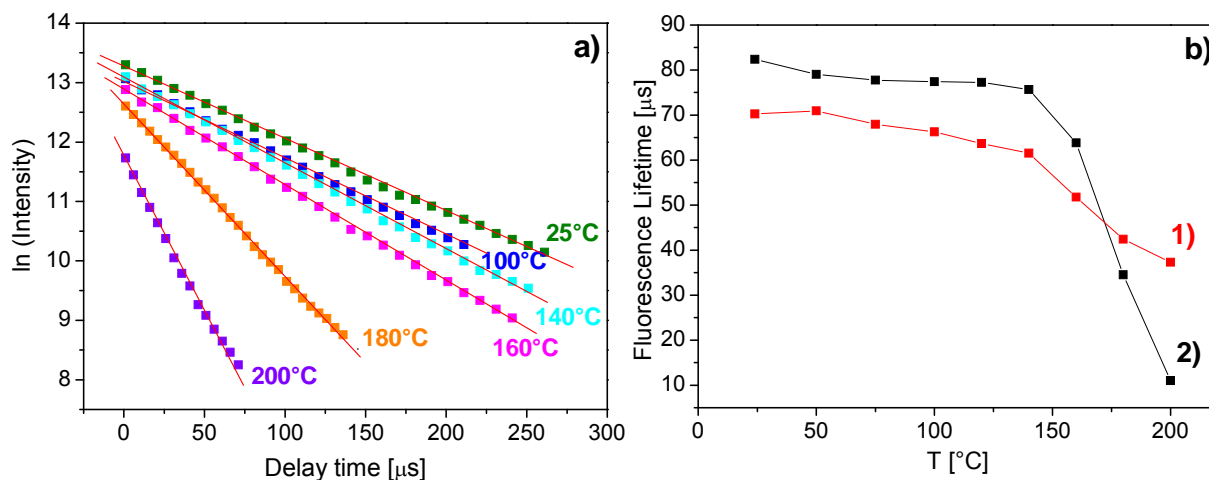 a)
ln (Intensity)
14
13
12
11
10
9
8
25°C
100°C
140°C
160°C
180°C
200°C
0 50 100 150 200 250 300
Delay time [μs]
b)
Fluorescence Lifetime [μs]
90
80
70
60
50
40
30
20
10
1)
2)
0 50 100 150 200
T [°C]